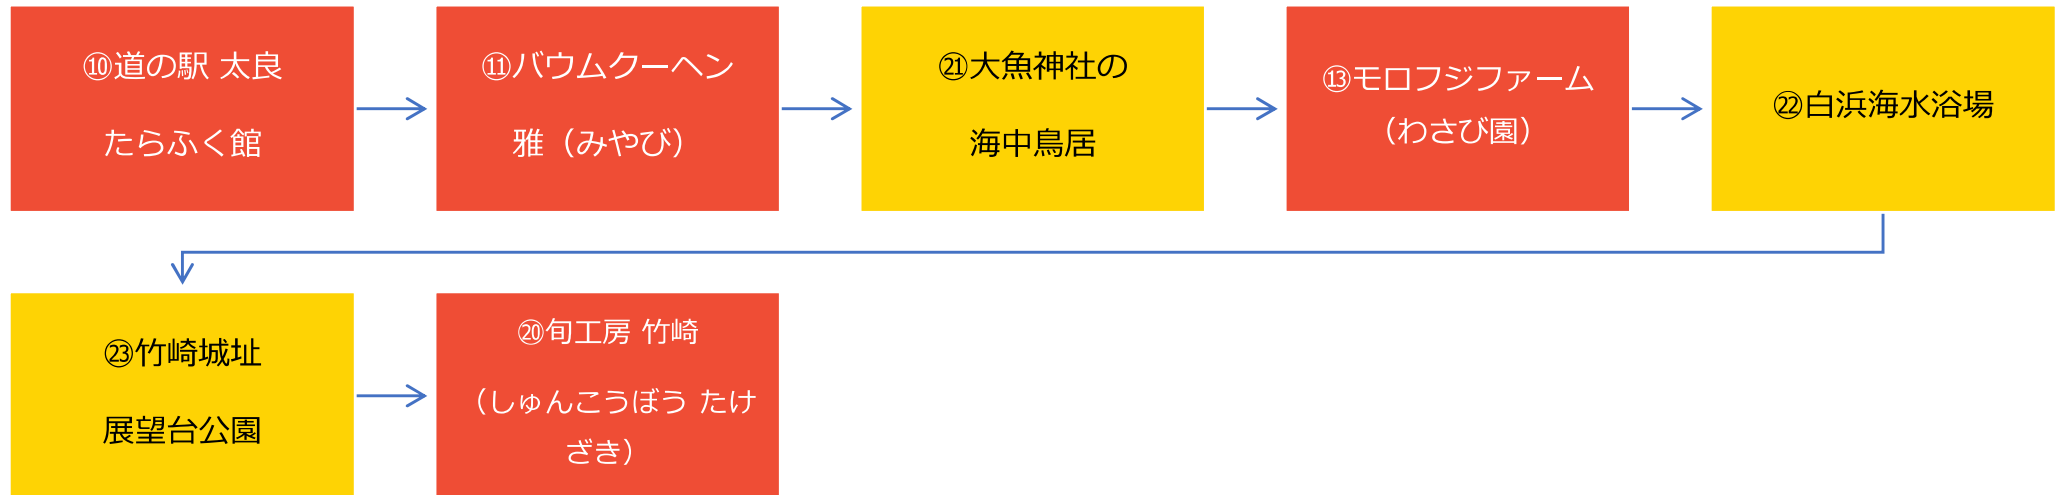 ⑩道の駅 太良
たらふく館
⑪バウムクーヘン
雅（みやび）
㉑大魚神社の
海中鳥居
⑬モロフジファーム
（わさび園）
㉒白浜海水浴場
㉓竹崎城址
展望台公園
⑳旬工房 竹崎
（しゅんこうぼう たけ
ざき）